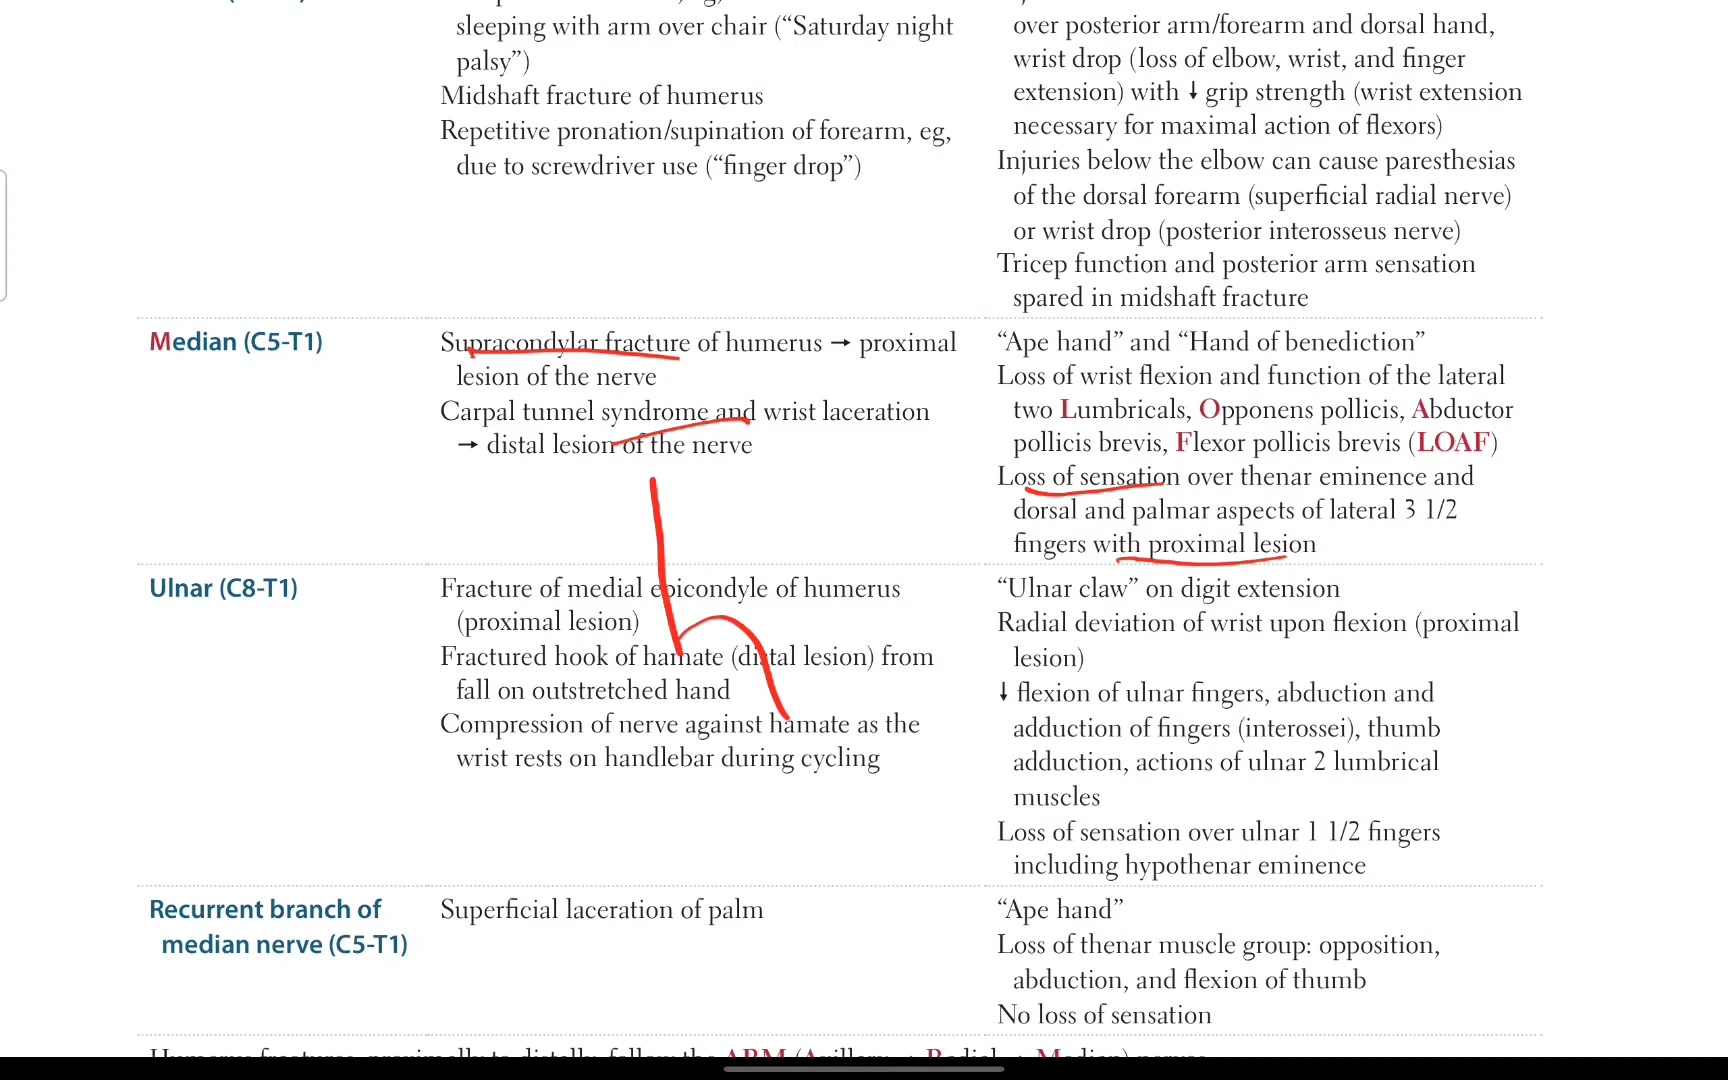 sleeping with arm over chair (“Saturday night
palsy”)
Midshaft fracture of humerus
Repetitive pronation/supination of forearm, eg,
due to screwdriver use (“finger drop”)
over posterior arm/forearm and dorsal hand,
wrist drop (loss of elbow, wrist, and finger
extension) with ↓ grip strength (wrist extension
necessary for maximal action of flexors)
Injuries below the elbow can cause paresthesias
of the dorsal forearm (superficial radial nerve)
or wrist drop (posterior interosseus nerve)
Tricep function and posterior arm sensation
spared in midshaft fracture
Median (C5-T1)
Supracondylar fracture of humerus → proximal
lesion of the nerve
Carpal tunnel syndrome and wrist laceration
→ distal lesion of the nerve
“Ape hand” and “Hand of benediction”
Loss of wrist flexion and function of the lateral
two Lumbricals, Opponens pollicis, Abductor
pollicis brevis, Flexor pollicis brevis (LOAF)
Loss of sensation over thenar eminence and
dorsal and palmar aspects of lateral 3 1/2
fingers with proximal lesion
Ulnar (C8-T1)
Fracture of medial epicondyle of humerus
(proximal lesion)
Fractured hook of hamate (distal lesion) from
fall on outstretched hand
Compression of nerve against hamate as the
wrist rests on handlebar during cycling
“Ulnar claw” on digit extension
Radial deviation of wrist upon flexion (proximal
lesion)
↓ flexion of ulnar fingers, abduction and
adduction of fingers (interossei), thumb
adduction, actions of ulnar 2 lumbrical
muscles
Loss of sensation over ulnar 1 1/2 fingers
including hypothenar eminence
Recurrent branch of
median nerve (C5-T1)
Superficial laceration of palm
“Ape hand”
Loss of thenar muscle group: opposition,
abduction, and flexion of thumb
No loss of sensation
Humerus fractures, proximally to distally, follow the ARM (Axillary → Radial → Median) nerves